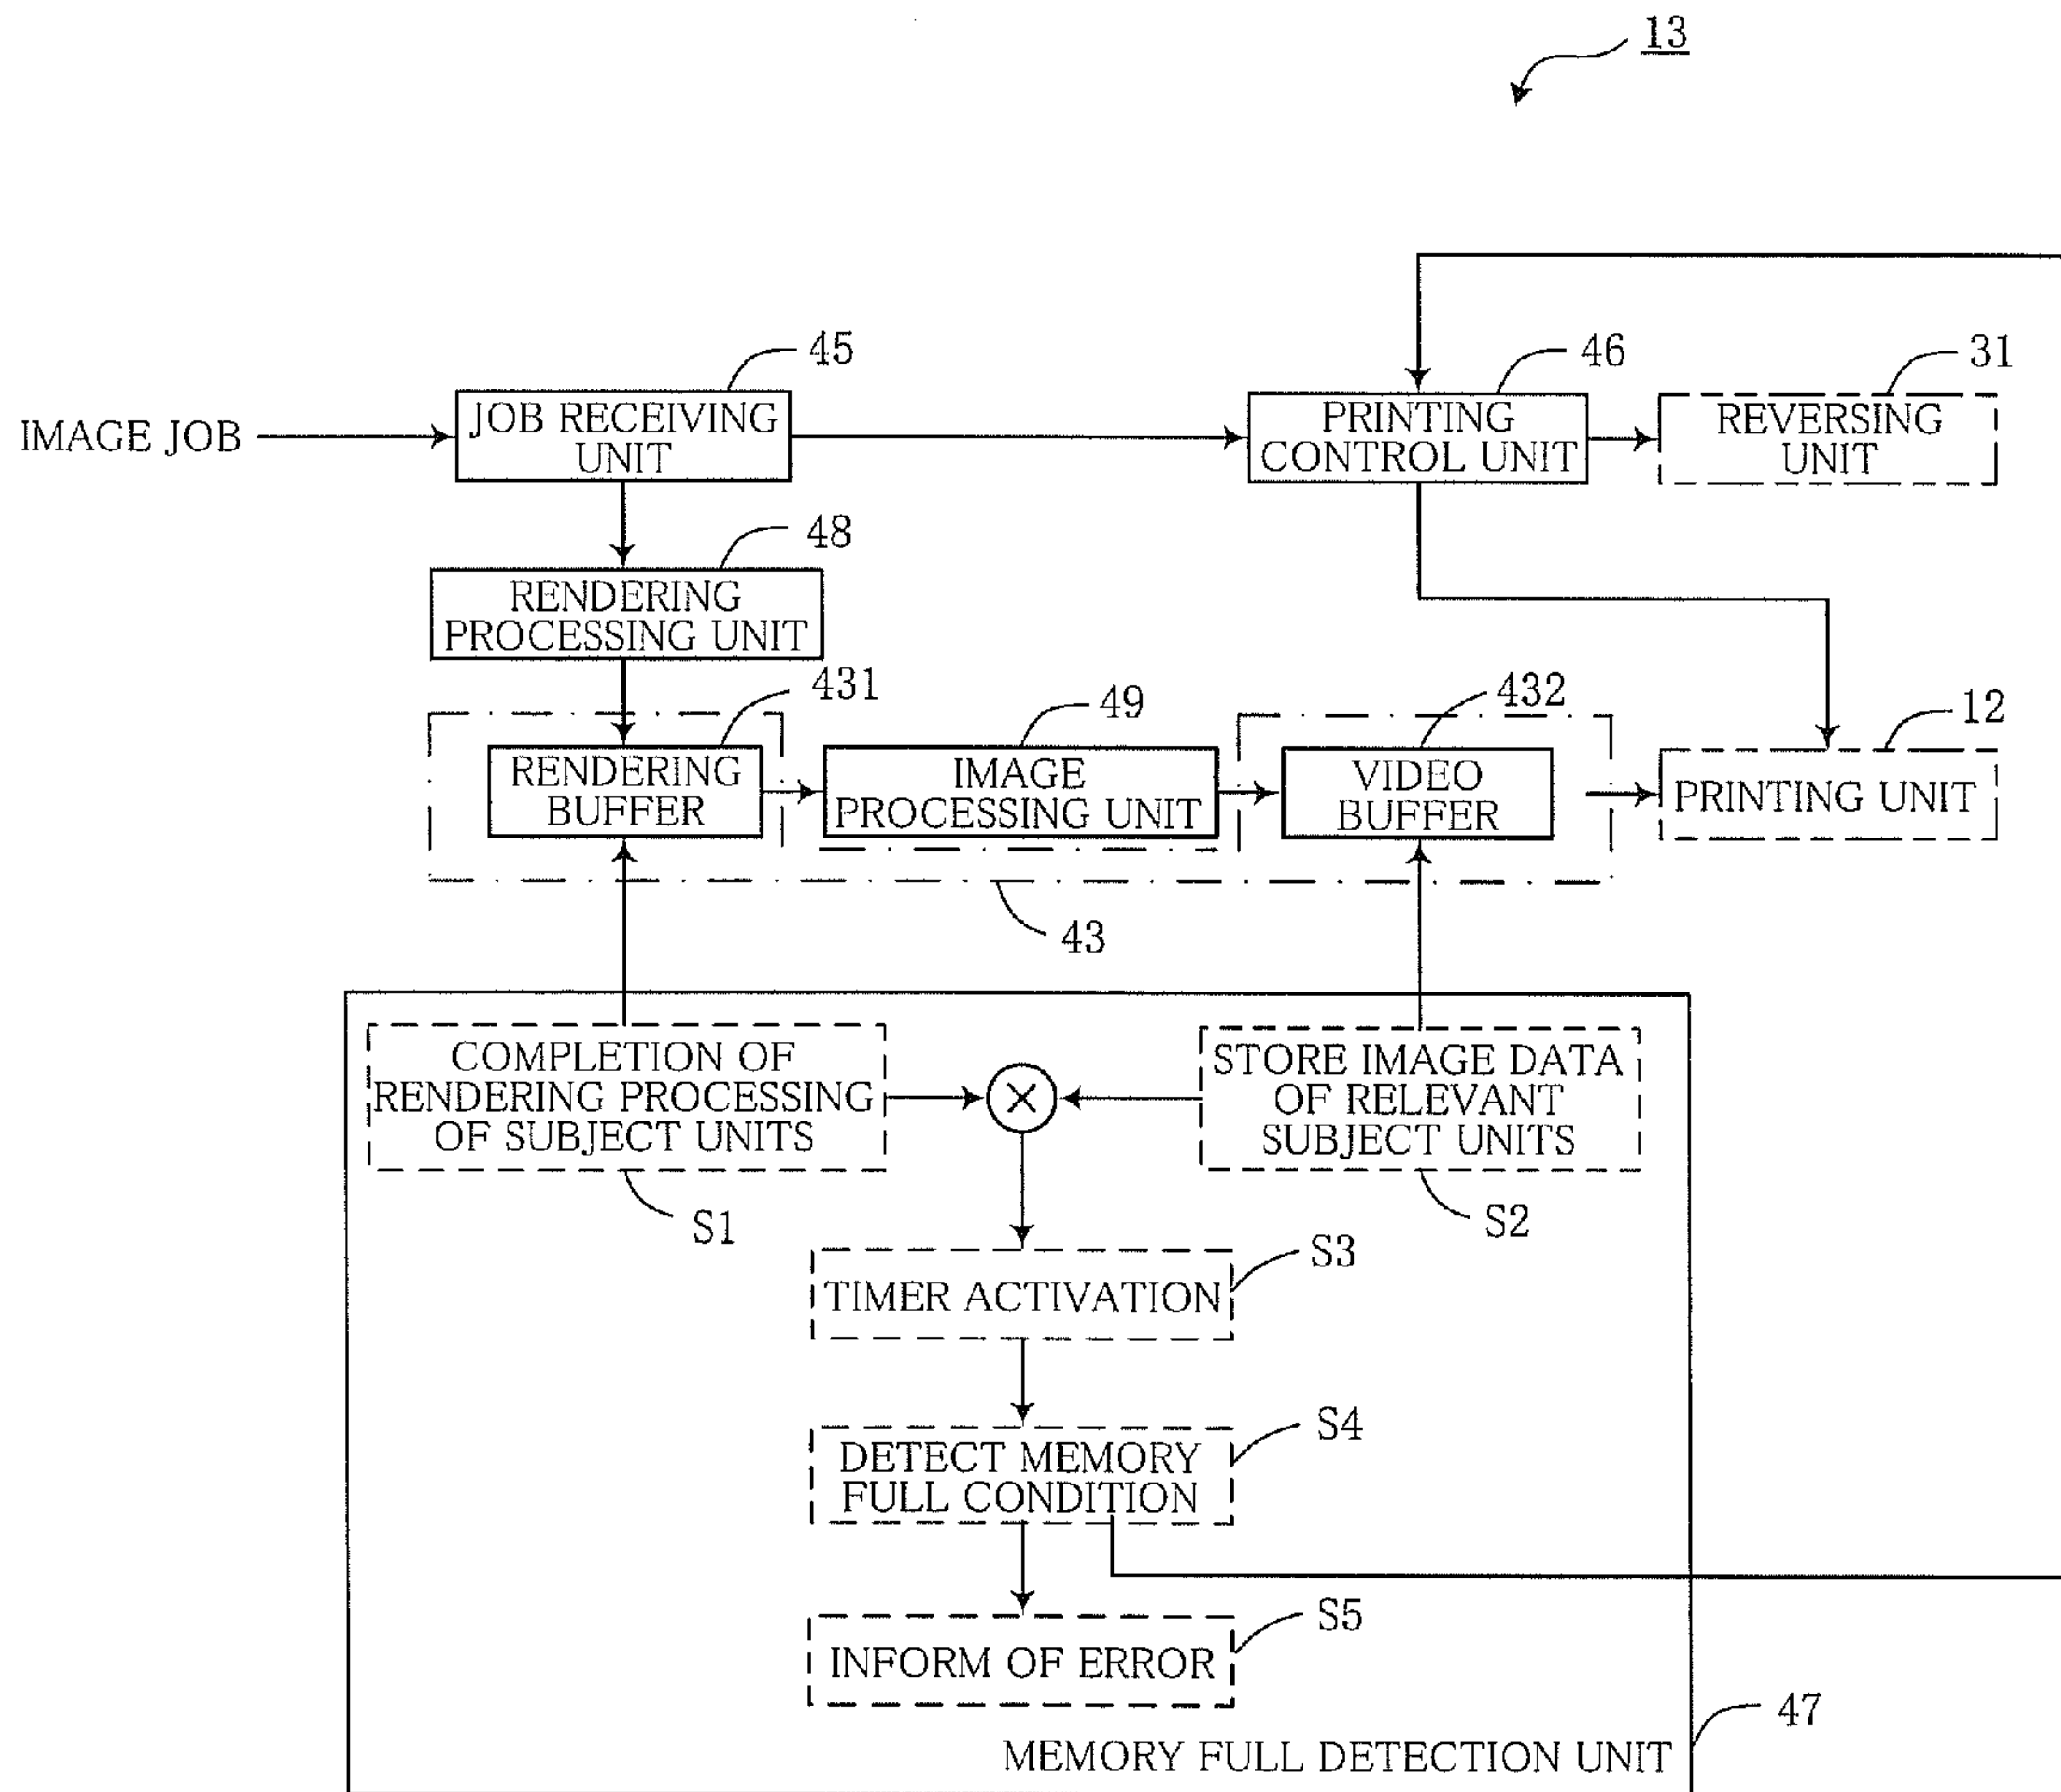 13
45
46
31
IMAGE JOB
JOB RECEIVING
UNIT
PRINTING
CONTROL UNIT
REVERSING
UNIT
48
RENDERING
PROCESSING UNIT
431
49
432
12
RENDERING
BUFFER
IMAGE
PROCESSING UNIT
VIDEO
BUFFER
PRINTING UNIT
43
COMPLETION OF
RENDERING PROCESSING
OF SUBJECT UNITS
STORE IMAGE DATA
OF RELEVANT
SUBJECT UNITS
S1
S2
S3
TIMER ACTIVATION
S4
DETECT MEMORY
FULL CONDITION
S5
INFORM OF ERROR
47
MEMORY FULL DETECTION UNIT